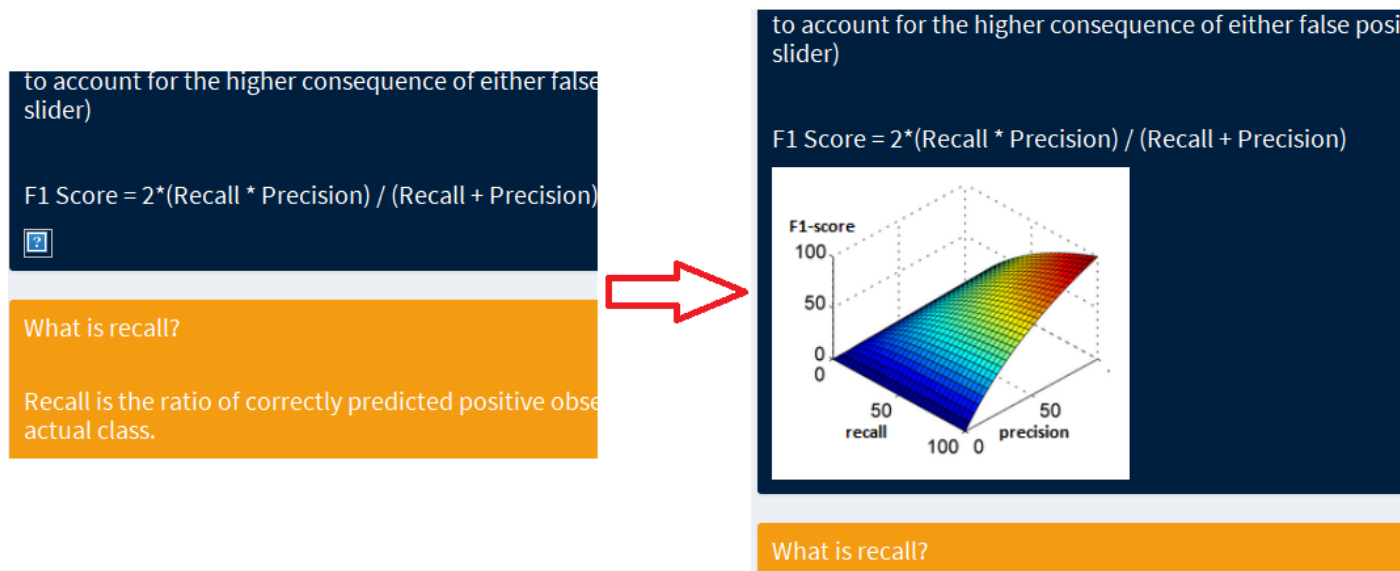 to account for the higher consequence of either false
slider)
F1 Score = 2*(Recall * Precision) / (Recall + Precision)
?
What is recall?
Recall is the ratio of correctly predicted positive obse
actual class.
to account for the higher consequence of either false posi
slider)
F1 Score = 2*(Recall * Precision) / (Recall + Precision)
F1-score
100
50
0
0
50
recall
100
0
50
precision
What is recall?